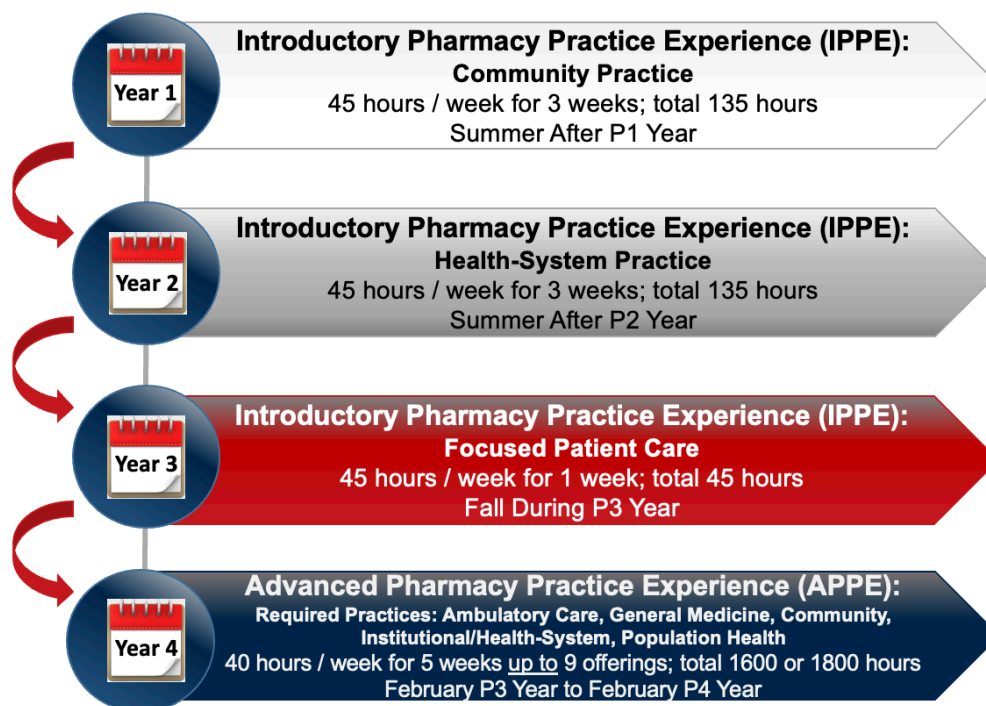 Year 1
Introductory Pharmacy Practice Experience (IPPE):
Community Practice
45 hours / week for 3 weeks; total 135 hours
Summer After P1 Year
Year 2
Introductory Pharmacy Practice Experience (IPPE):
Health-System Practice
45 hours / week for 3 weeks; total 135 hours
Summer After P2 Year
Year 3
Introductory Pharmacy Practice Experience (IPPE):
Focused Patient Care
45 hours / week for 1 week; total 45 hours
Fall During P3 Year
Year 4
Advanced Pharmacy Practice Experience (APPE):
Required Practices: Ambulatory Care, General Medicine, Community,
Institutional/Health-System, Population Health
40 hours / week for 5 weeks up to 9 offerings; total 1600 or 1800 hours
February P3 Year to February P4 Year